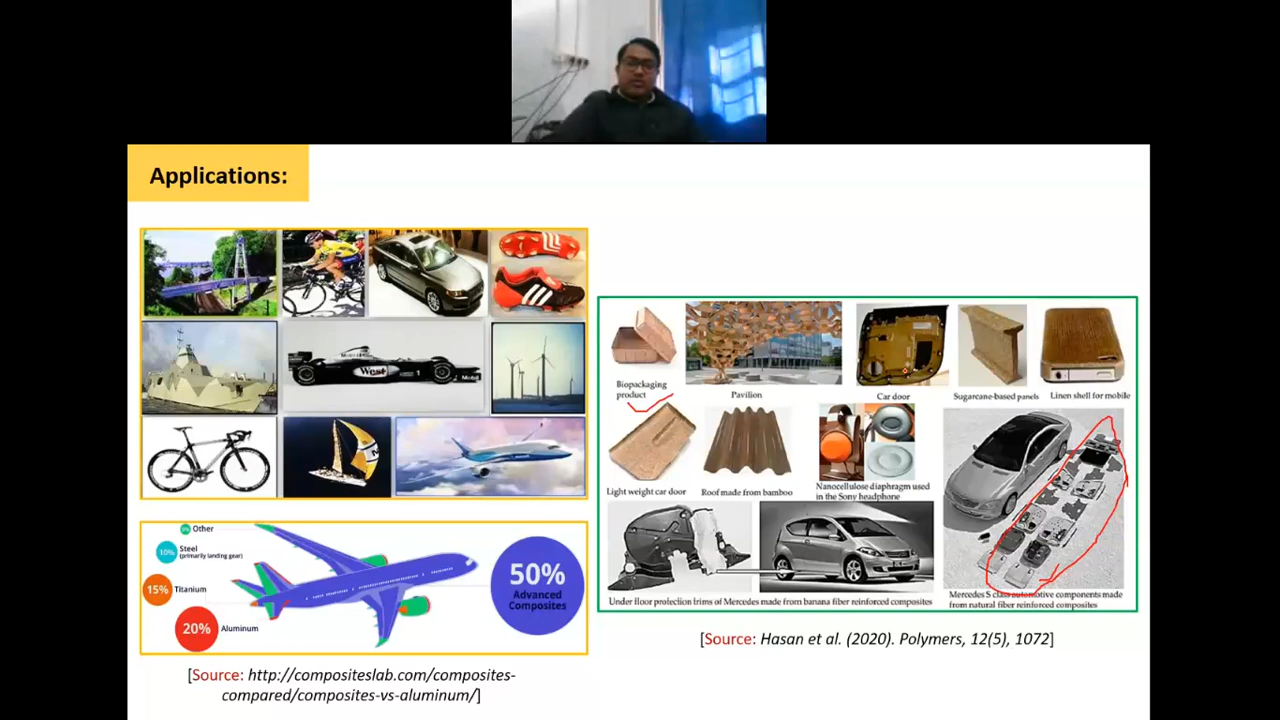 Applications:
West
Mobil
Other
10%
Steel
(primarily landing gear)
15%
Titanium
20%
Aluminum
50%
Advanced
Composites
[Source: http://compositeslab.com/composites-
compared/composites-vs-aluminum/]
Biopackaging
product
Pavilion
Car door
Sugarcane-based panels
Linen shell for mobile
Light weight car door
Roof made from bamboo
Nanocellulose diaphragm used
in the Sony headphone
Under floor protection trims of Mercedes made from banana fiber reinforced composites
Mercedes S class automotive components made
from natural fiber reinforced composites
[Source: Hasan et al. (2020). Polymers, 12(5), 1072]